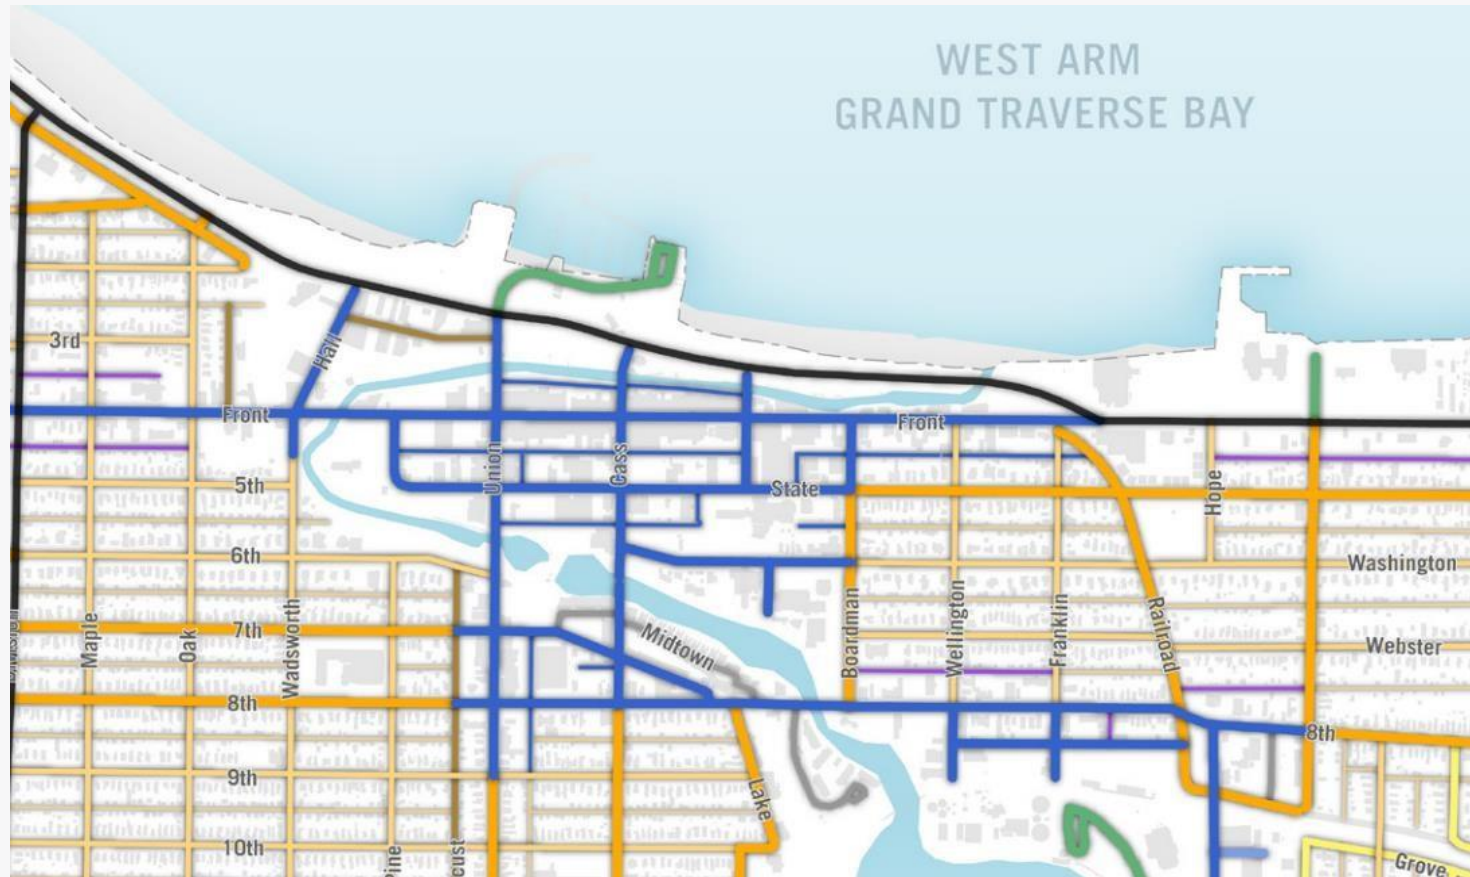 WEST ARM
GRAND TRAVERSE BAY
3rd
Hall
Front
Front
Union
Cass
5th
State
Hope
6th
Washington
Maple
Oak
Wadsworth
7th
Midtown
Boardman
Wellington
Franklin
Railroad
Webster
8th
8th
9th
Lake
10th
Grove